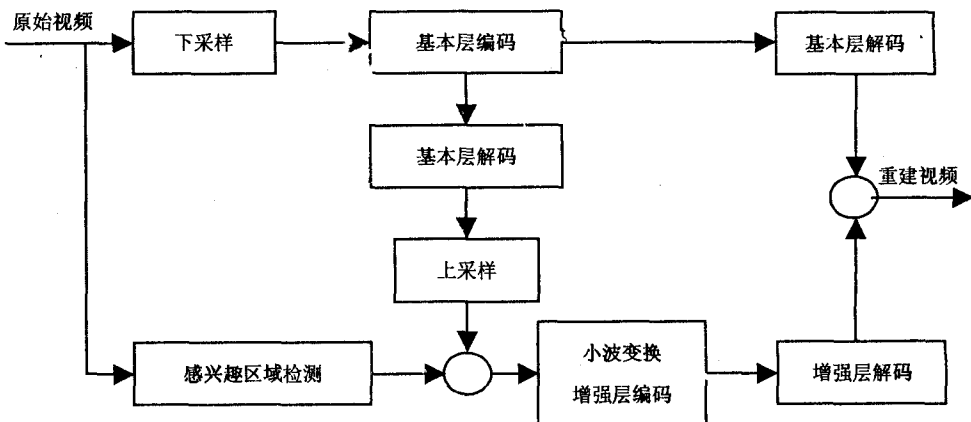 原始视频
下采样
基本层编码
基本层解码
基本层解码
重建视频
上采样
感兴趣区域检测
小波变换
增强层编码
增强层解码